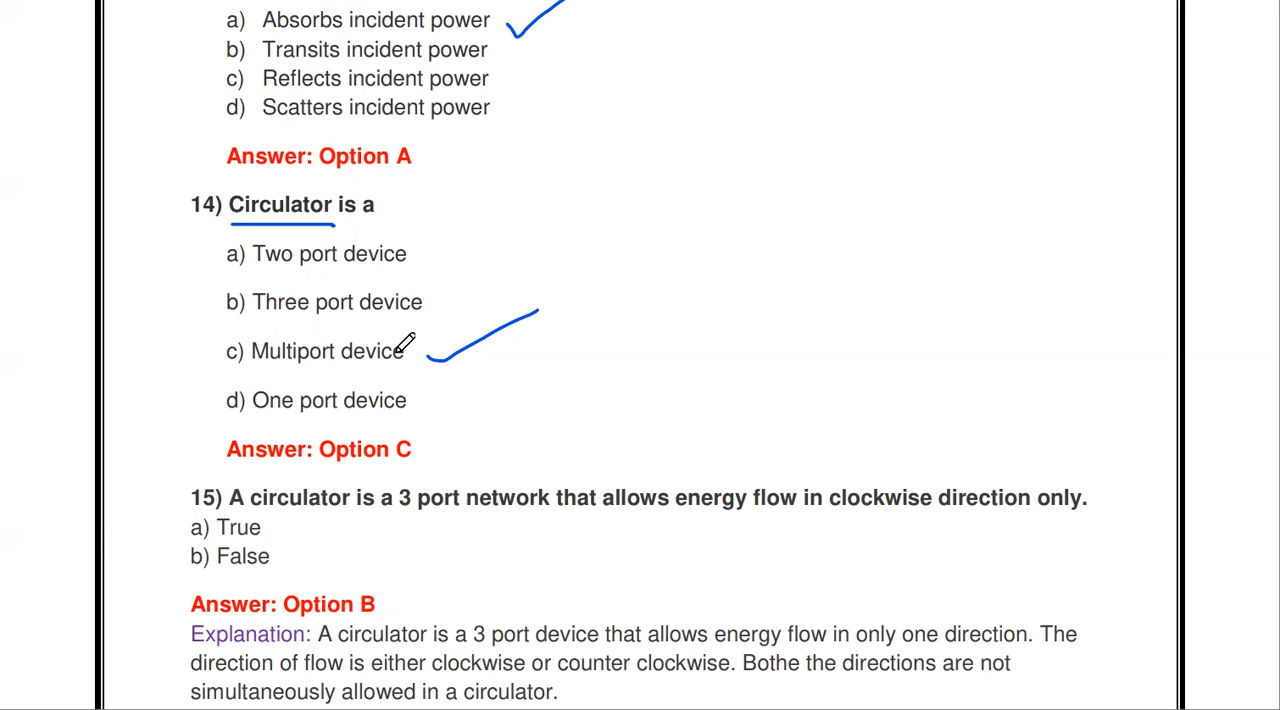 a) Absorbs incident power
b) Transits incident power
c) Reflects incident power
d) Scatters incident power
Answer: Option A
14) Circulator is a
a) Two port device
b) Three port device
c) Multiport device
d) One port device
Answer: Option C
15) A circulator is a 3 port network that allows energy flow in clockwise direction only.
a) True
b) False
Answer: Option B
Explanation: A circulator is a 3 port device that allows energy flow in only one direction. The
direction of flow is either clockwise or counter clockwise. Bothe the directions are not
simultaneously allowed in a circulator.